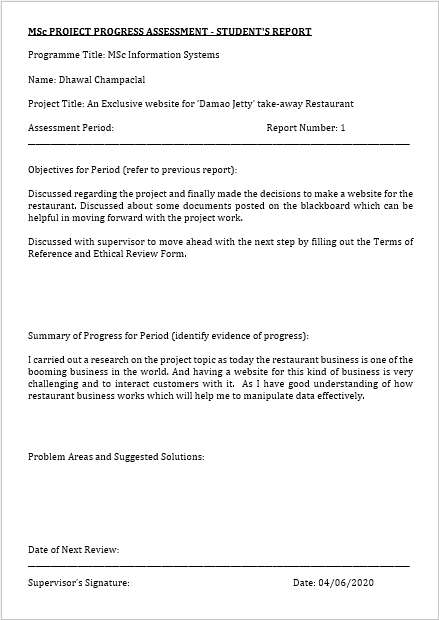 MSc PROJECT PROGRESS ASSESSMENT - STUDENT'S REPORT
Programme Title: MSc Information Systems
Name: Dhawal Champaclal
Project Title: An Exclusive website for ‘Damao Jetty’ take-away Restaurant
Assessment Period: Report Number: 1
Objectives for Period (refer to previous report):
Discussed regarding the project and finally made the decisions to make a website for the
restaurant. Discussed about some documents posted on the blackboard which can be
helpful in moving forward with the project work.
Discussed with supervisor to move ahead with the next step by filling out the Terms of
Reference and Ethical Review Form.
Summary of Progress for Period (identify evidence of progress):
I carried out a research on the project topic as today the restaurant business is one of the
booming business in the world. And having a website for this kind of business is very
challenging and to interact customers with it. As I have good understanding of how
restaurant business works which will help me to manipulate data effectively.
Problem Areas and Suggested Solutions:
Date of Next Review:
Supervisor's Signature: Date: 04/06/2020